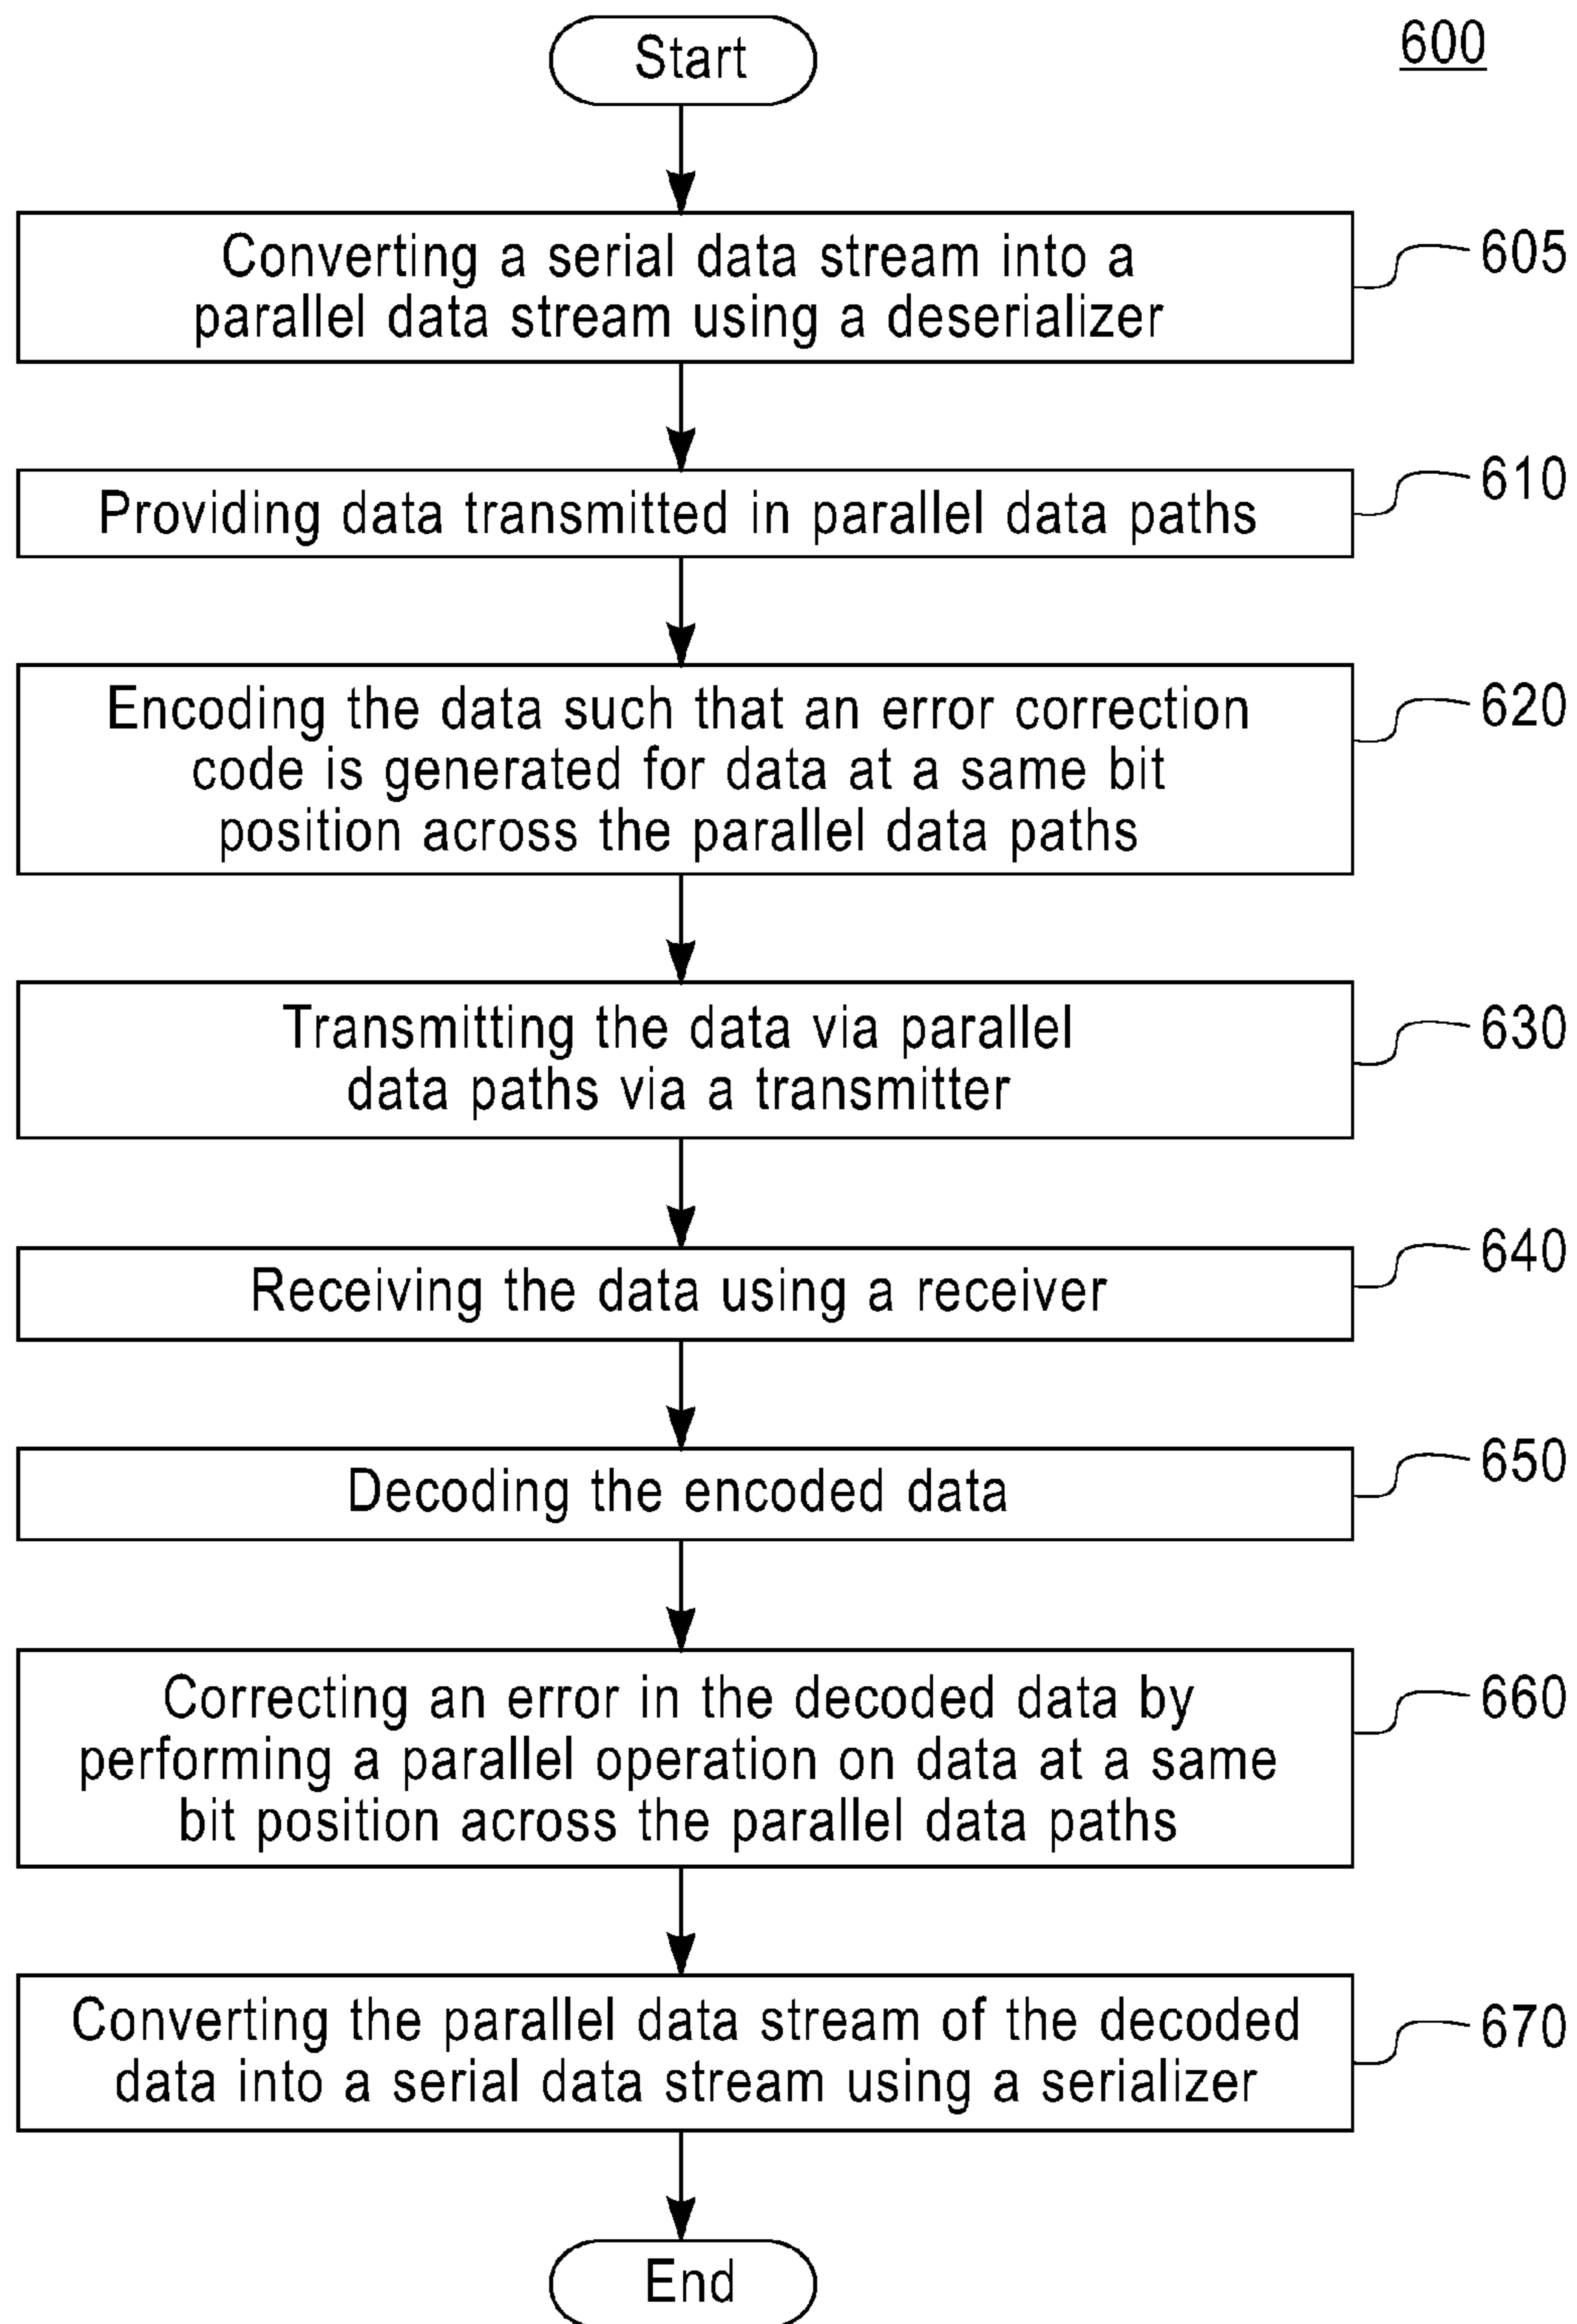 Start
600
Converting a serial data stream into a
parallel data stream using a deserializer
605
Providing data transmitted in parallel data paths
610
Encoding the data such that an error correction
code is generated for data at a same bit
position across the parallel data paths
620
Transmitting the data via parallel
data paths via a transmitter
630
Receiving the data using a receiver
640
Decoding the encoded data
650
Correcting an error in the decoded data by
performing a parallel operation on data at a same
bit position across the parallel data paths
660
Converting the parallel data stream of the decoded
data into a serial data stream using a serializer
670
End